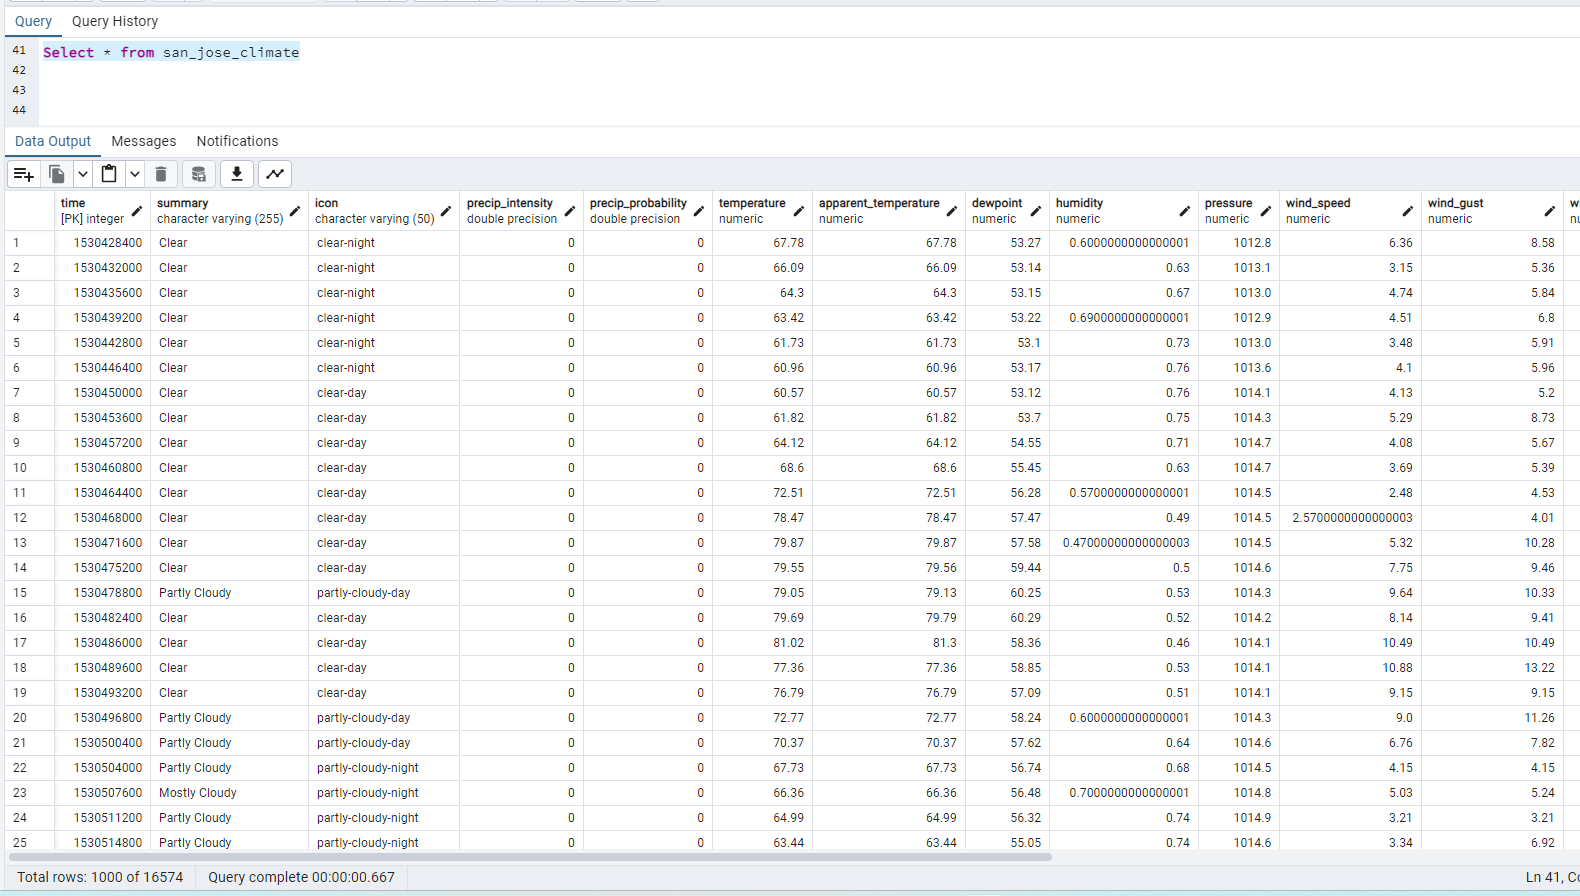 Query Query History
41 Select * from san_jose_climate
42
43
44
Data Output Messages Notifications
time summary icon precip_intensity precip_probability temperature apparent_temperature dewpoint humidity pressure wind_speed wind_gust
[PK] integer character varying (255) character varying (50) double precision double precision numeric numeric numeric numeric numeric numeric numeric
1 1530428400 Clear clear-night 0 0 67.78 67.78 53.27 0.6000000000000001 1012.8 6.36 8.58
2 1530432000 Clear clear-night 0 0 66.09 66.09 53.14 0.63 1013.1 3.15 5.36
3 1530435600 Clear clear-night 0 0 64.3 64.3 53.15 0.67 1013.0 4.74 5.84
4 1530439200 Clear clear-night 0 0 63.42 63.42 53.22 0.6900000000000001 1012.9 4.51 6.8
5 1530442800 Clear clear-night 0 0 61.73 61.73 53.1 0.73 1013.0 3.48 5.91
6 1530446400 Clear clear-night 0 0 60.96 60.96 53.17 0.76 1013.6 4.1 5.96
7 1530450000 Clear clear-day 0 0 60.57 60.57 53.12 0.76 1014.1 4.13 5.2
8 1530453600 Clear clear-day 0 0 61.82 61.82 53.7 0.75 1014.3 5.29 8.73
9 1530457200 Clear clear-day 0 0 64.12 64.12 54.55 0.71 1014.7 4.08 5.67
10 1530460800 Clear clear-day 0 0 68.6 68.6 55.45 0.63 1014.7 3.69 5.39
11 1530464400 Clear clear-day 0 0 72.51 72.51 56.28 0.5700000000000001 1014.5 2.48 4.53
12 1530468000 Clear clear-day 0 0 78.47 78.47 57.47 0.49 1014.5 2.5700000000000003 4.01
13 1530471600 Clear clear-day 0 0 79.87 79.87 57.58 0.47000000000000003 1014.5 5.32 10.28
14 1530475200 Clear clear-day 0 0 79.55 79.56 59.44 0.5 1014.6 7.75 9.46
15 1530478800 Partly Cloudy partly-cloudy-day 0 0 79.05 79.13 60.25 0.53 1014.3 9.64 10.33
16 1530482400 Clear clear-day 0 0 79.69 79.79 60.29 0.52 1014.2 8.14 9.41
17 1530486000 Clear clear-day 0 0 81.02 81.3 58.36 0.46 1014.1 10.49 10.49
18 1530489600 Clear clear-day 0 0 77.36 77.36 58.85 0.53 1014.1 10.88 13.22
19 1530493200 Clear clear-day 0 0 76.79 76.79 57.09 0.51 1014.1 9.15 9.15
20 1530496800 Partly Cloudy partly-cloudy-day 0 0 72.77 72.77 58.24 0.6000000000000001 1014.3 9.0 11.26
21 1530500400 Partly Cloudy partly-cloudy-day 0 0 70.37 70.37 57.62 0.64 1014.6 6.76 7.82
22 1530504000 Partly Cloudy partly-cloudy-night 0 0 67.73 67.73 56.74 0.68 1014.5 4.15 4.15
23 1530507600 Mostly Cloudy partly-cloudy-night 0 0 66.36 66.36 56.48 0.7000000000000001 1014.8 5.03 5.24
24 1530511200 Partly Cloudy partly-cloudy-night 0 0 64.99 64.99 56.32 0.74 1014.9 3.21 3.21
25 1530514800 Partly Cloudy partly-cloudy-night 0 0 63.44 63.44 55.05 0.74 1014.6 3.34 6.92
Total rows: 1000 of 16574 Query complete 00:00:00.667 Ln 41,